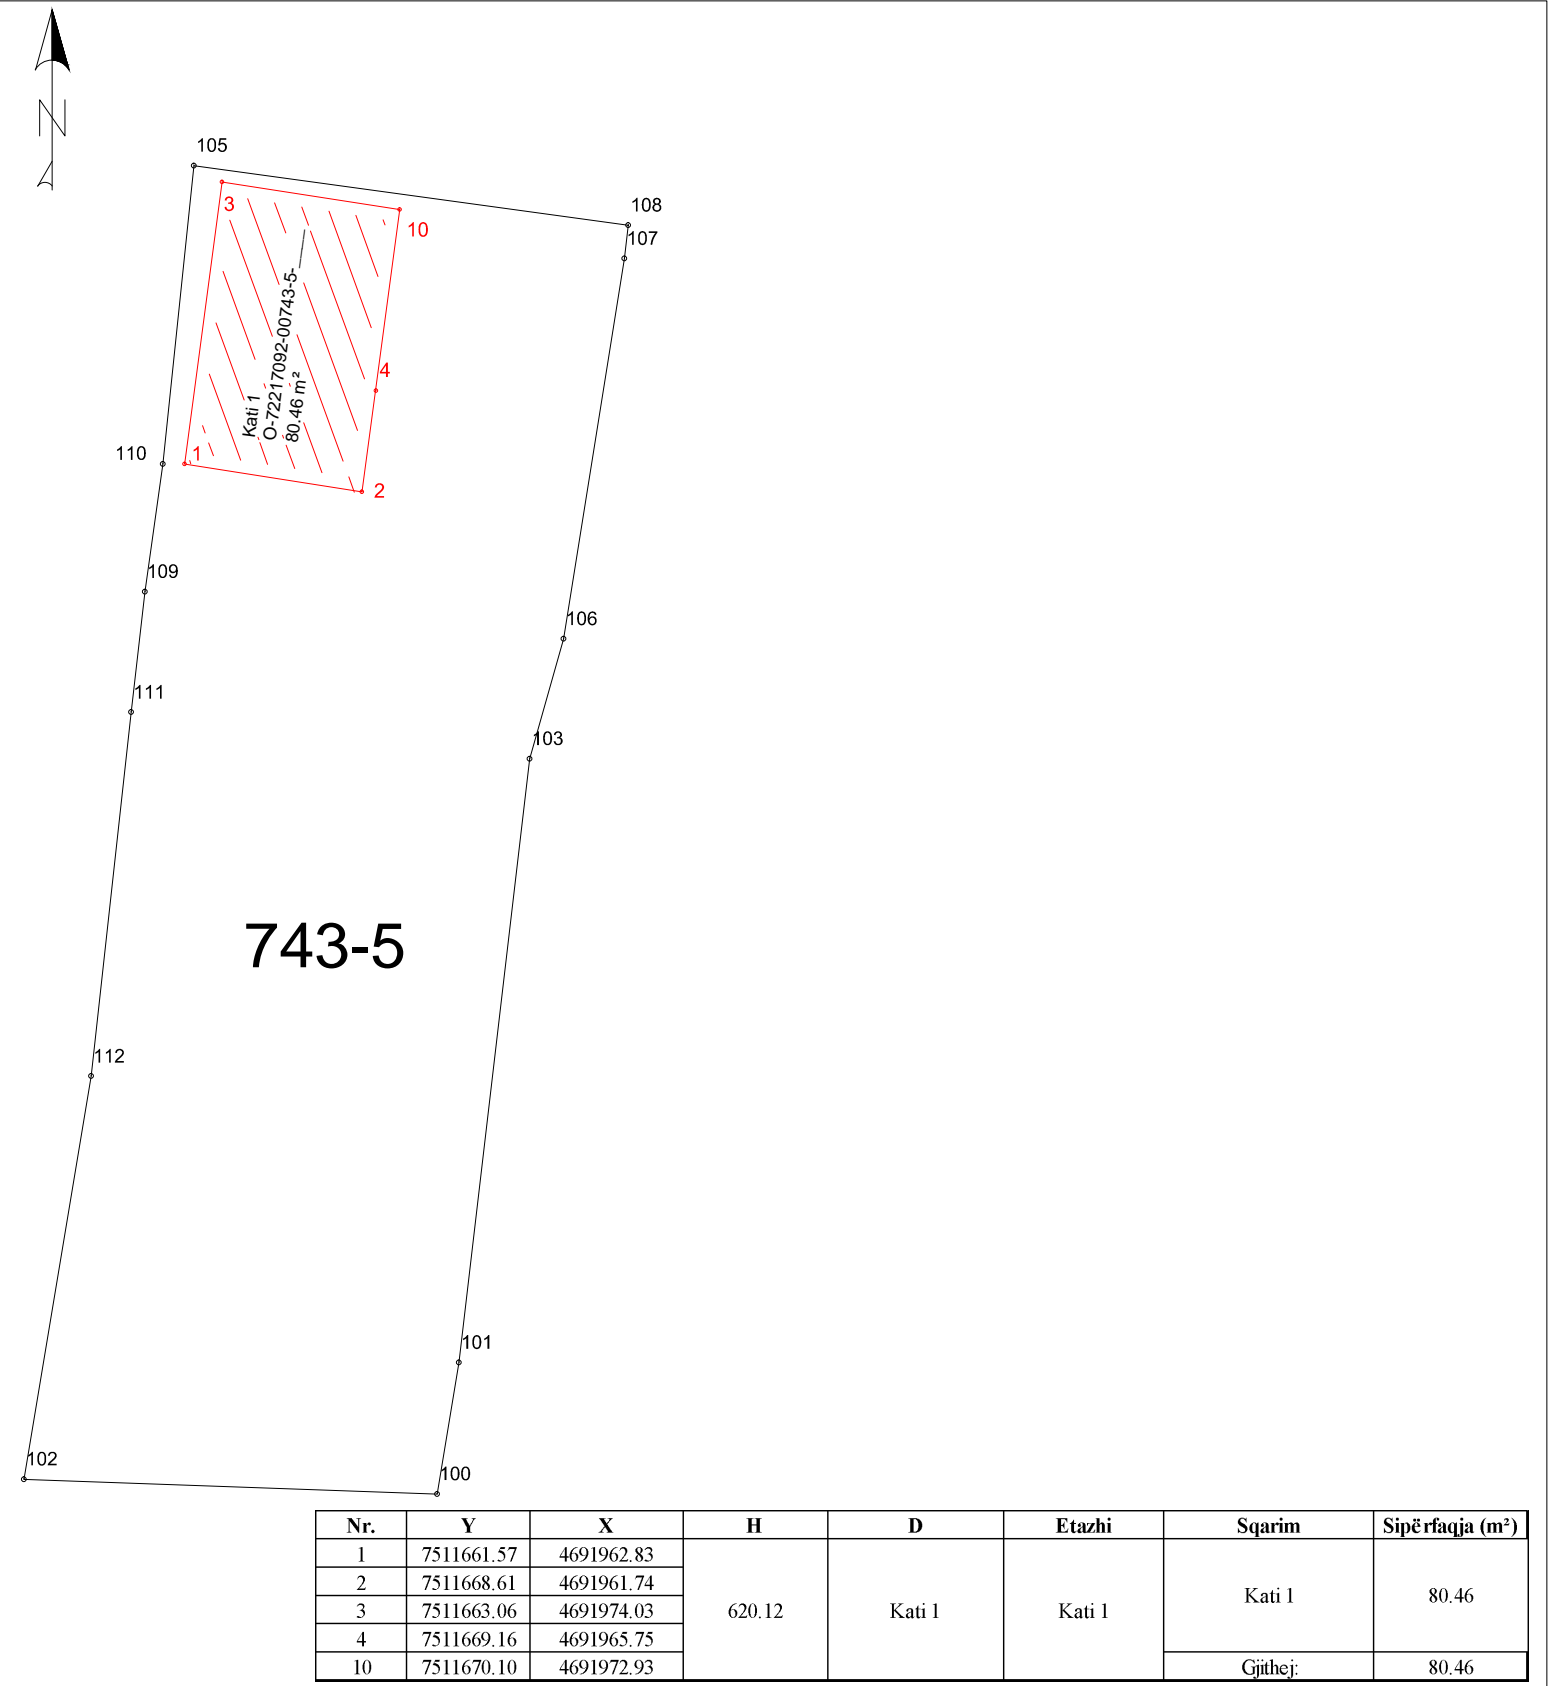 N
105
108
107
3
10
4
Kati 1
O-72217092-00743-5-
80.46 m²
110
1
2
109
106
111
103
743-5
112
101
102
100
Nr. Y X H D Etazhi Sqarim Sipërfaqja (m²)
1 7511661.57 4691962.83
2 7511668.61 4691961.74
3 7511663.06 4691974.03
4 7511669.16 4691965.75
10 7511670.10 4691972.93
620.12 Kati 1 Kati 1 Kati 1 80.46
Gjithej: 80.46